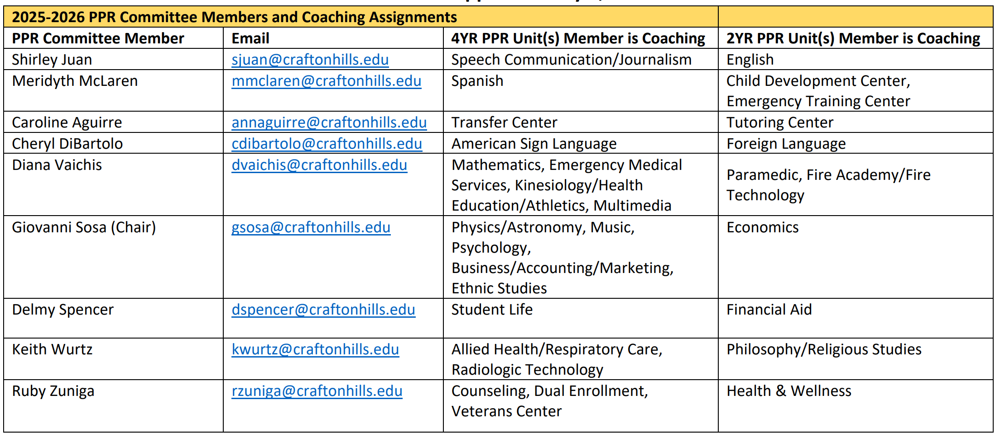 2025-2026 PPR Committee Members and Coaching Assignments
PPR Committee Member Email 4YR PPR Unit(s) Member is Coaching 2YR PPR Unit(s) Member is Coaching
Shirley Juan sjuan@craftonhills.edu Speech Communication/Journalism English
Meridyth McLaren mmclaren@craftonhills.edu Spanish Child Development Center,
Emergency Training Center
Caroline Aguirre annaguirre@craftonhills.edu Transfer Center Tutoring Center
Cheryl DiBartolo cdibartolo@craftonhills.edu American Sign Language Foreign Language
Diana Vaichis dvaichis@craftonhills.edu Mathematics, Emergency Medical
Services, Kinesiology/Health
Education/Athletics, Multimedia
Paramedic, Fire Academy/Fire
Technology
Giovanni Sosa (Chair) gsosa@craftonhills.edu Physics/Astronomy, Music,
Psychology,
Business/Accounting/Marketing,
Ethnic Studies
Economics
Delmy Spencer dspencer@craftonhills.edu Student Life Financial Aid
Keith Wurtz kwurtz@craftonhills.edu Allied Health/Respiratory Care,
Radiologic Technology
Philosophy/Religious Studies
Ruby Zuniga rzuniga@craftonhills.edu Counseling, Dual Enrollment,
Veterans Center
Health & Wellness